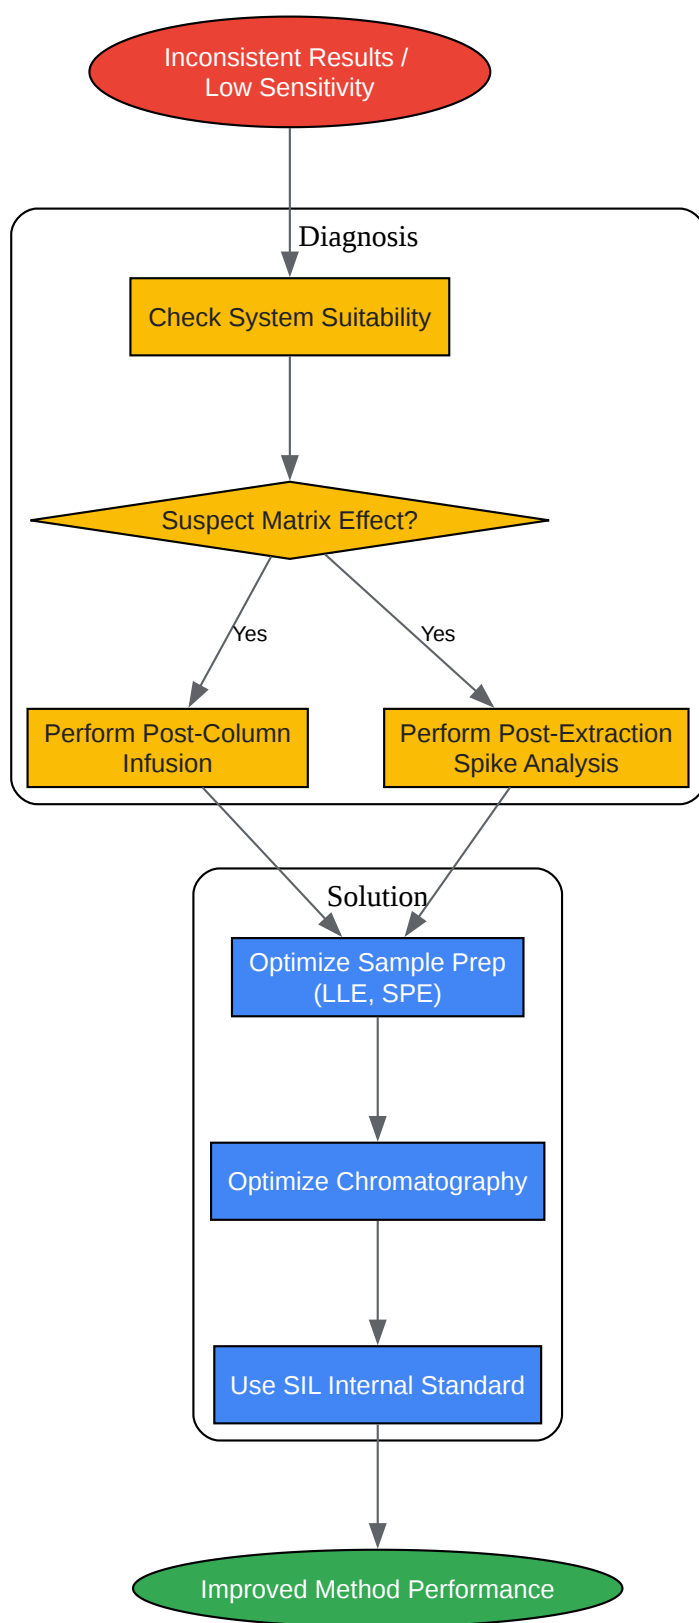 Inconsistent Results /
Low Sensitivity
Diagnosis
Check System Suitability
Suspect Matrix Effect?
Yes
Yes
Perform Post-Column
Infusion
Perform Post-Extraction
Spike Analysis
Solution
Optimize Sample Prep
(LLE, SPE)
Optimize Chromatography
Use SIL Internal Standard
Improved Method Performance